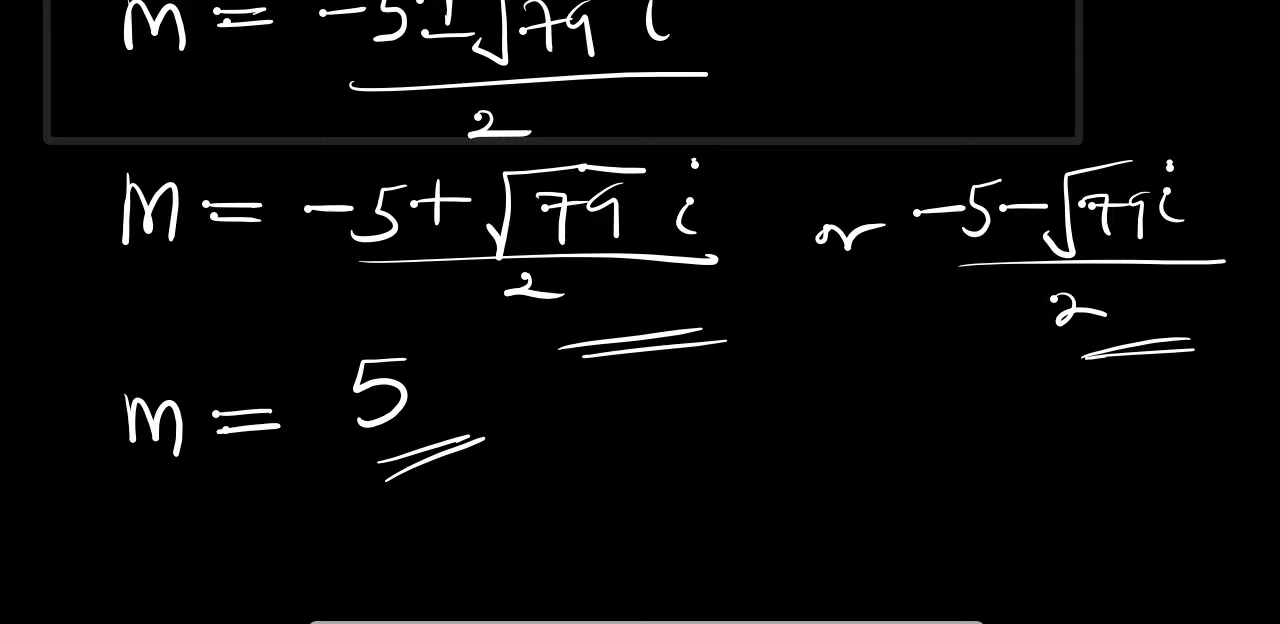 m = (-5 ± √79 i)/2
m = (-5 + √79 i)/2 or (-5 - √79 i)/2
m = 5